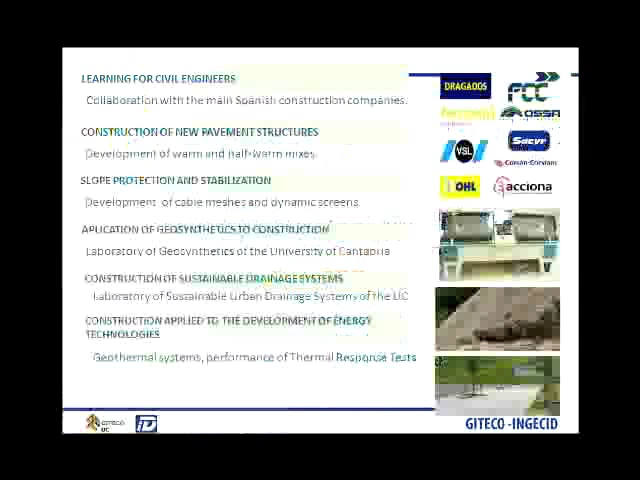 LEARNING FOR CIVIL ENGINEERS
Collaboration with the main Spanish construction companies.
CONSTRUCTION OF NEW PAVEMENT STRUCTURES
Development of warm and half-warm mixes.
SLOPE PROTECTION AND STABILIZATION
Development of cable meshes and dynamic screens.
APLICATION OF GEOSYNTHETICS TO CONSTRUCTION
Laboratory of Geosynthetics of the University of Cantabria
CONSTRUCTION OF SUSTAINABLE DRAINAGE SYSTEMS
Laboratory of Sustainable Urban Drainage Systems of the UC
CONSTRUCTION APPLIED TO THE DEVELOPMENT OF ENERGY
TECHNOLOGIES
Geothermal systems, performance of Thermal Response Tests
DRAGADOS
FCC
OSSA
VSL
Sacyr
OHL
acciona
GITECO
UC
GITECO -INGECID